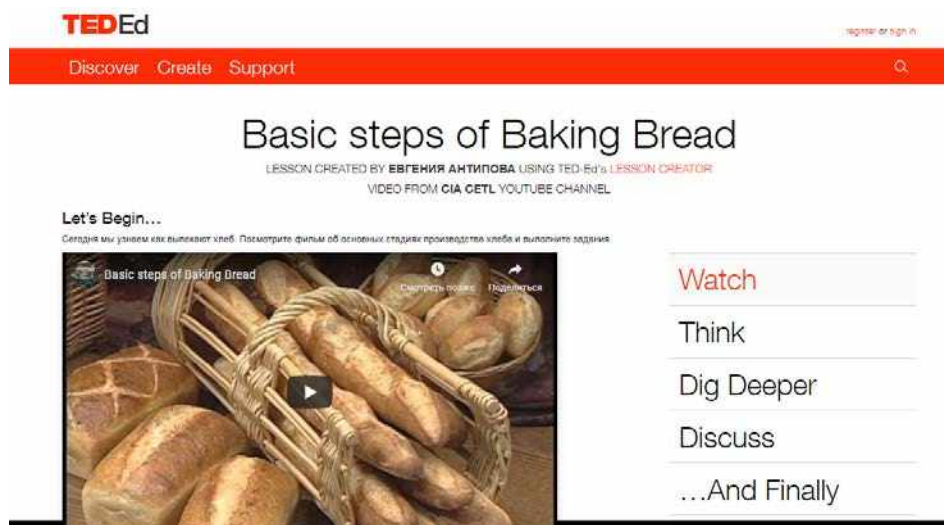 TEDEd
register or sign in
Discover Create Support
Basic steps of Baking Bread
LESSON CREATED BY ЕВГЕНИЯ АНТИПОВА USING TED-Ed's LESSON CREATOR
VIDEO FROM CIA CETL YOUTUBE CHANNEL
Let's Begin...
Сегодня мы узнаем как выпекают хлеб. Посмотрите фильм об основных стадиях производства хлеба и выполните задания
Basic steps of Baking Bread
Смотреть позже Поделиться
Watch
Think
Dig Deeper
Discuss
...And Finally